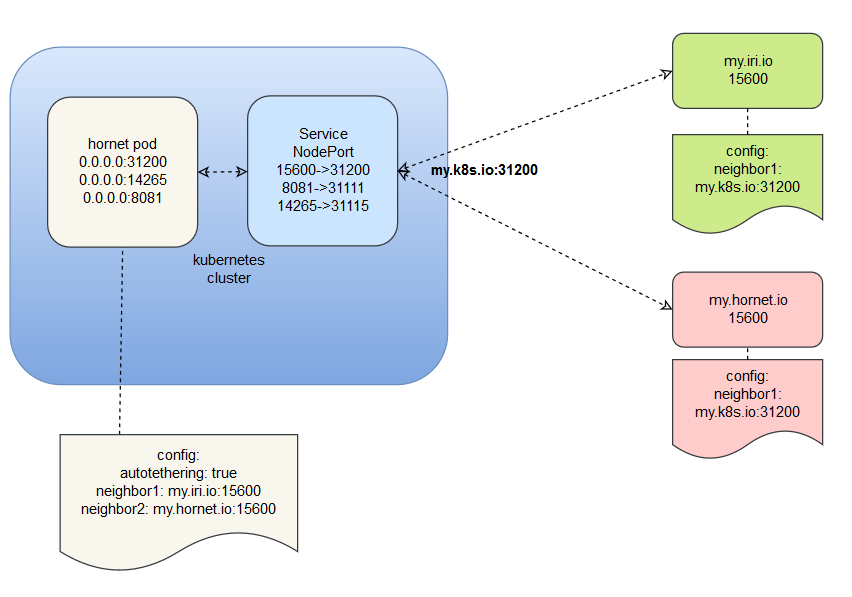 hornet pod
0.0.0.0:31200
0.0.0.0:14265
0.0.0.0:8081
Service
NodePort
15600->31200
8081->31111
14265->31115
kubernetes
cluster
my.k8s.io:31200
my.iri.io
15600
config:
neighbor1:
my.k8s.io:31200
my.hornet.io
15600
config:
neighbor1:
my.k8s.io:31200
config:
autotethering: true
neighbor1: my.iri.io:15600
neighbor2: my.hornet.io:15600